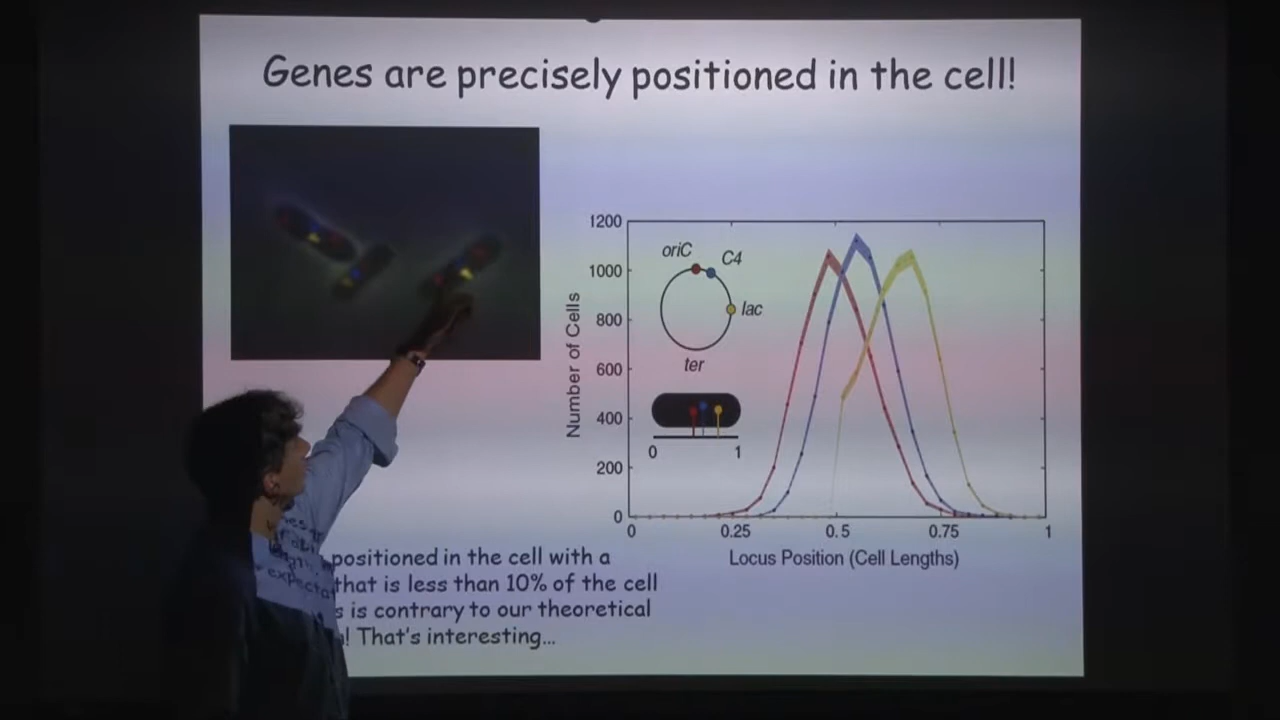 Genes are precisely positioned in the cell!
1200
1000
800
600
400
200
0
Number of Cells
oriC
C4
lac
ter
0
1
0
0.25
0.5
0.75
1
Locus Position (Cell Lengths)
positioned in the cell with a
that is less than 10% of the cell
is contrary to our theoretical
! That's interesting...